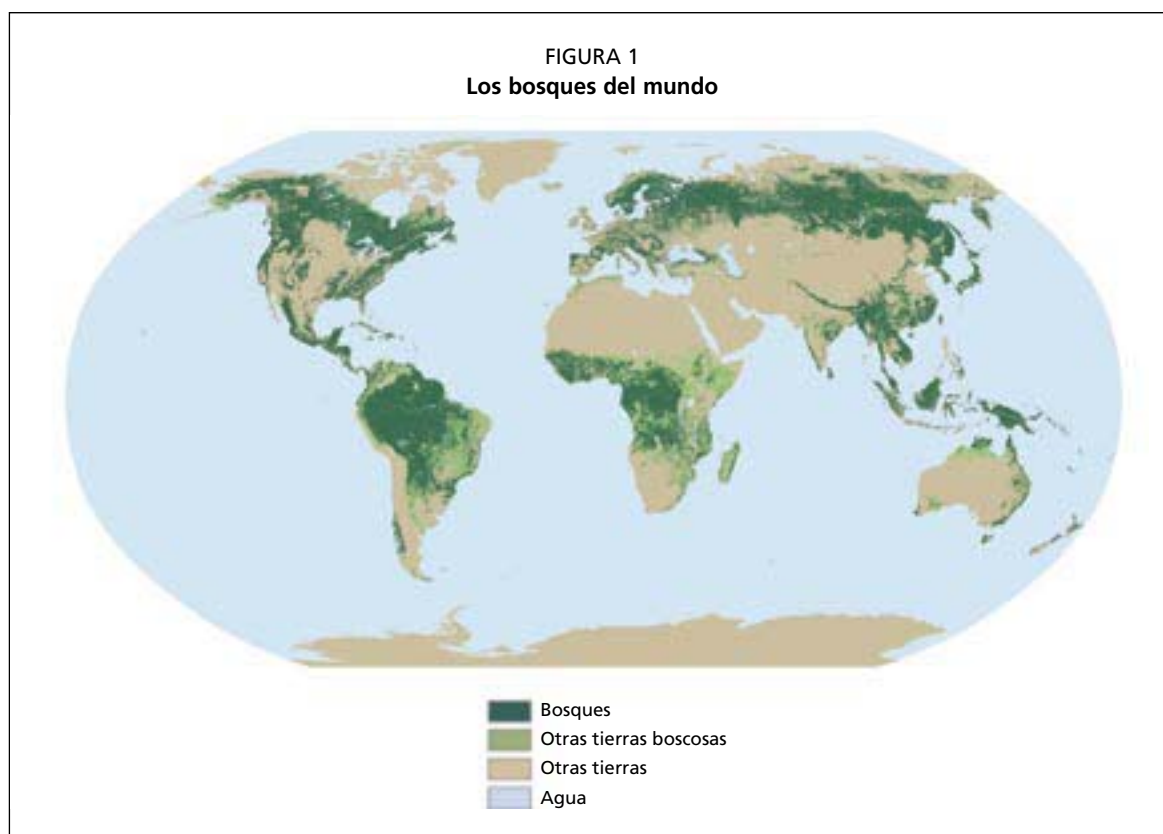 FIGURA 1
Los bosques del mundo
Bosques
Otras tierras boscosas
Otras tierras
Agua